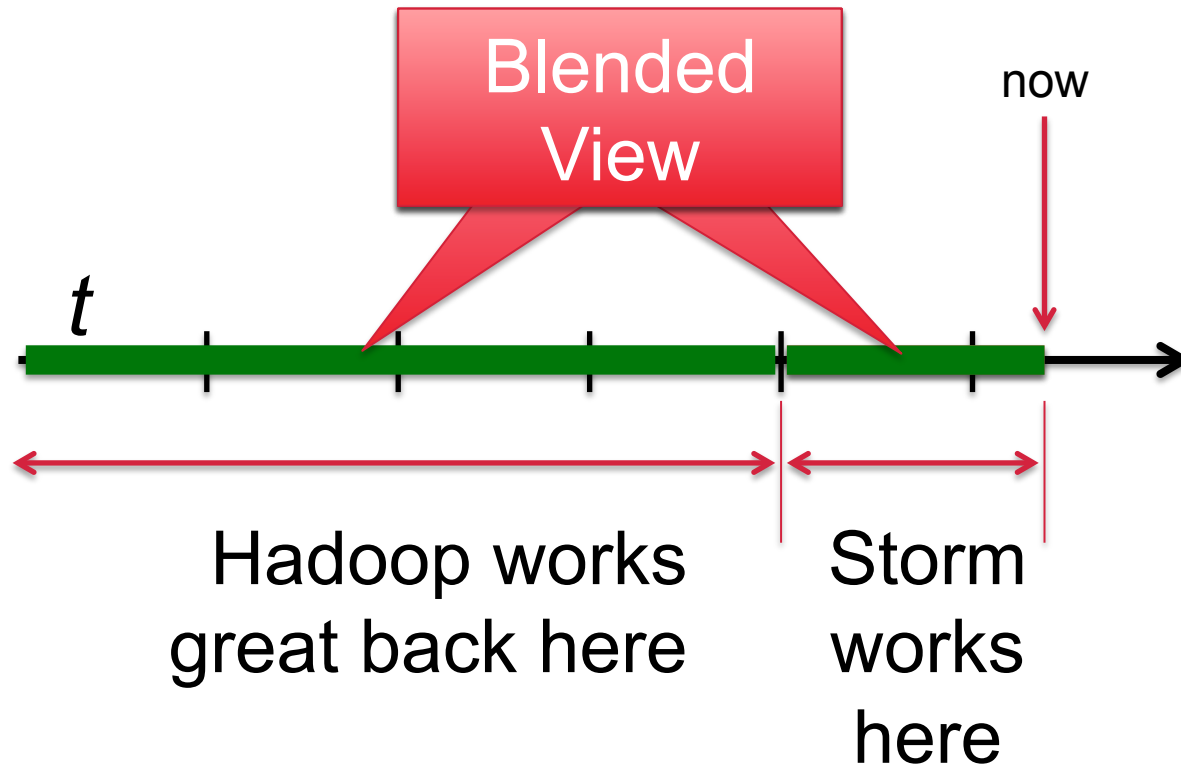 Blended
View
now
t
Hadoop works
great back here
Storm
works
here